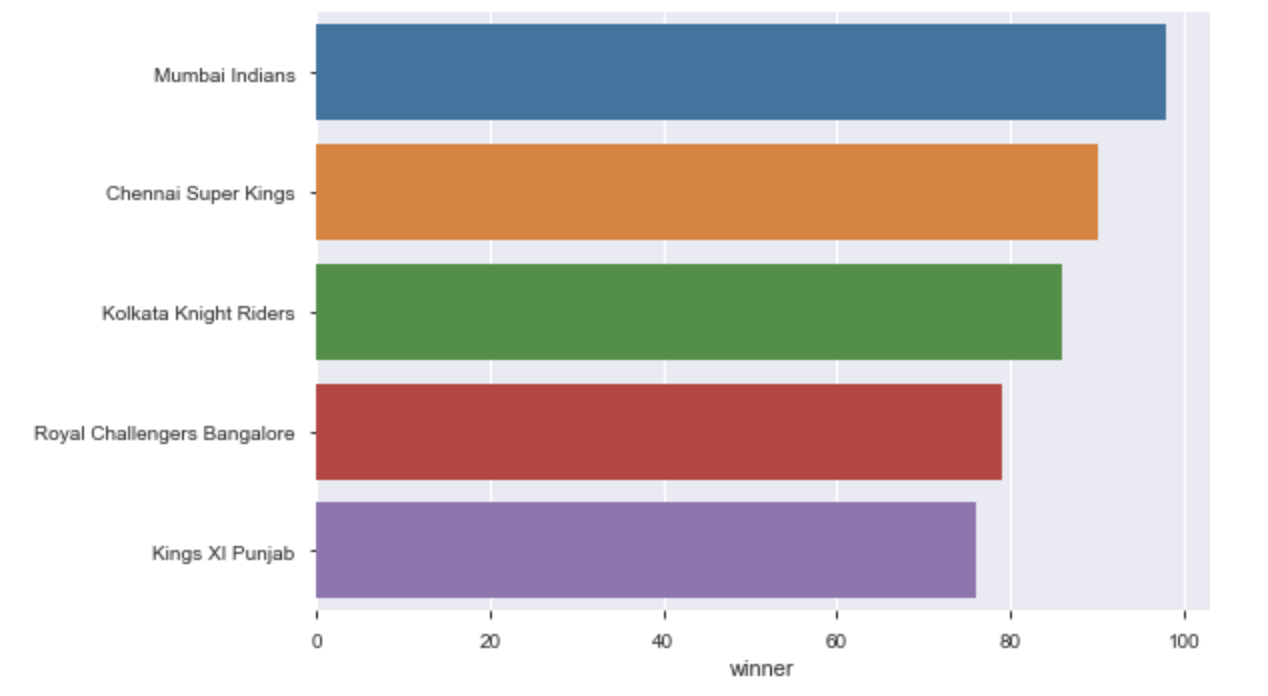 Mumbai Indians
Chennai Super Kings
Kolkata Knight Riders
Royal Challengers Bangalore
Kings XI Punjab
0 20 40 60 80 100
winner